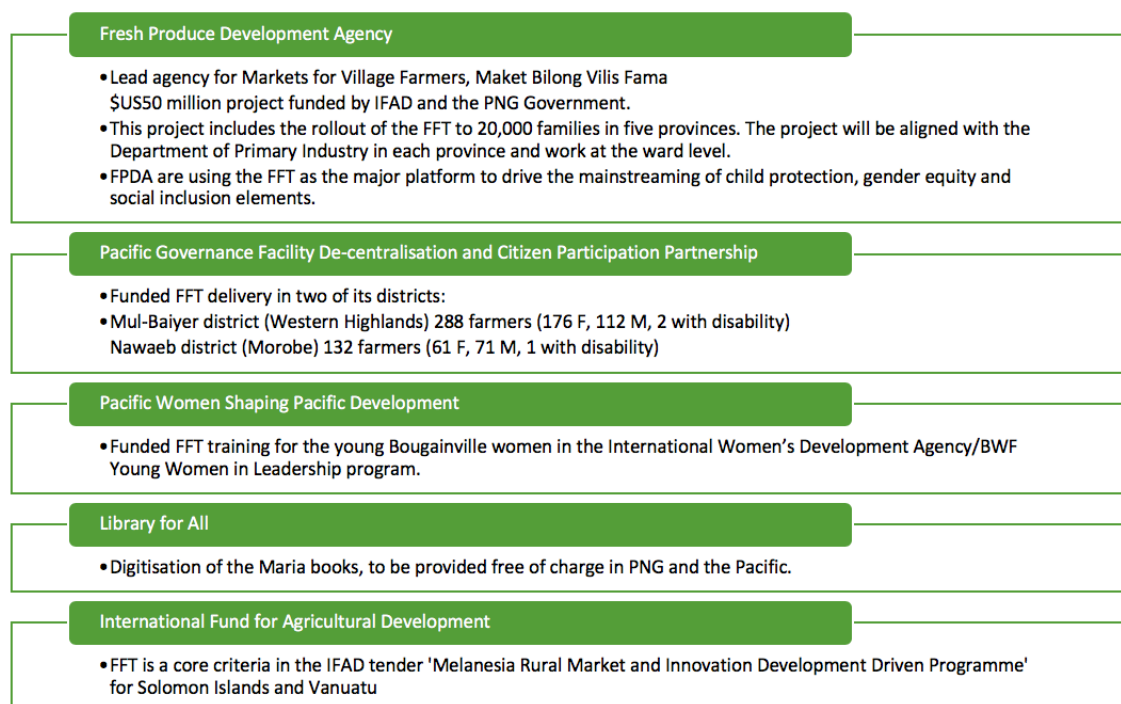 Fresh Produce Development Agency
•Lead agency for Markets for Village Farmers, Maket Bilong Vilis Fama
$US50 million project funded by IFAD and the PNG Government.
•This project includes the rollout of the FFT to 20,000 families in five provinces. The project will be aligned with the
Department of Primary Industry in each province and work at the ward level.
•FPDA are using the FFT as the major platform to drive the mainstreaming of child protection, gender equity and
social inclusion elements.
Pacific Governance Facility De-centralisation and Citizen Participation Partnership
•Funded FFT delivery in two of its districts:
•Mul-Baiyer district (Western Highlands) 288 farmers (176 F, 112 M, 2 with disability)
Nawaeb district (Morobe) 132 farmers (61 F, 71 M, 1 with disability)
Pacific Women Shaping Pacific Development
•Funded FFT training for the young Bougainville women in the International Women’s Development Agency/BWF
Young Women in Leadership program.
Library for All
•Digitisation of the Maria books, to be provided free of charge in PNG and the Pacific.
International Fund for Agricultural Development
•FFT is a core criteria in the IFAD tender 'Melanesia Rural Market and Innovation Development Driven Programme'
for Solomon Islands and Vanuatu